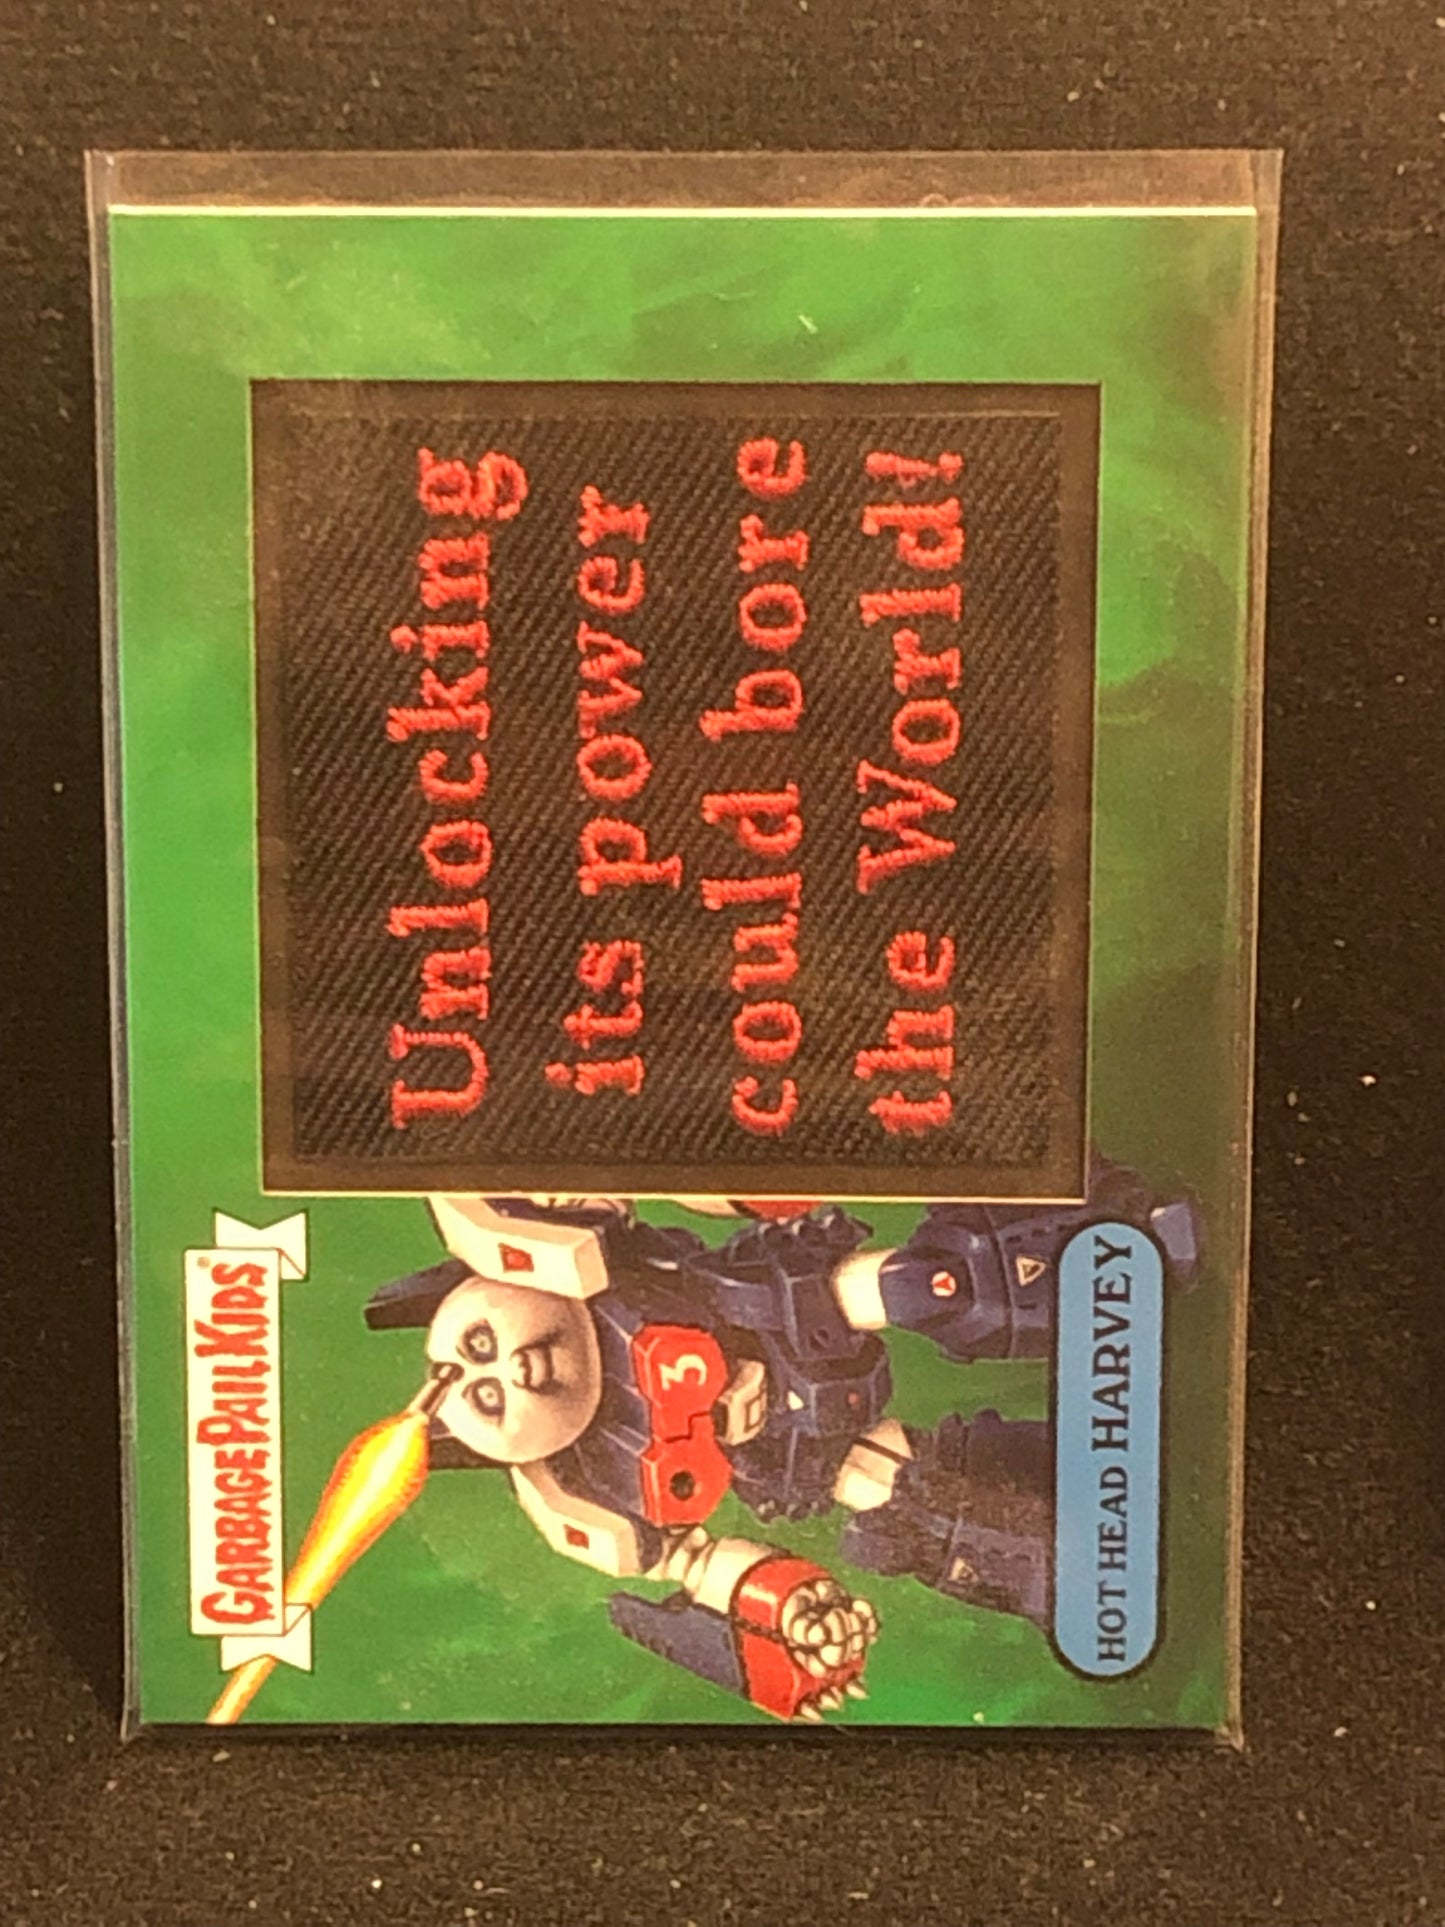 GARBAGE PAIL KIDS
3
HOT HEAD HARVEY
Unlocking
its power
could bore
the World!